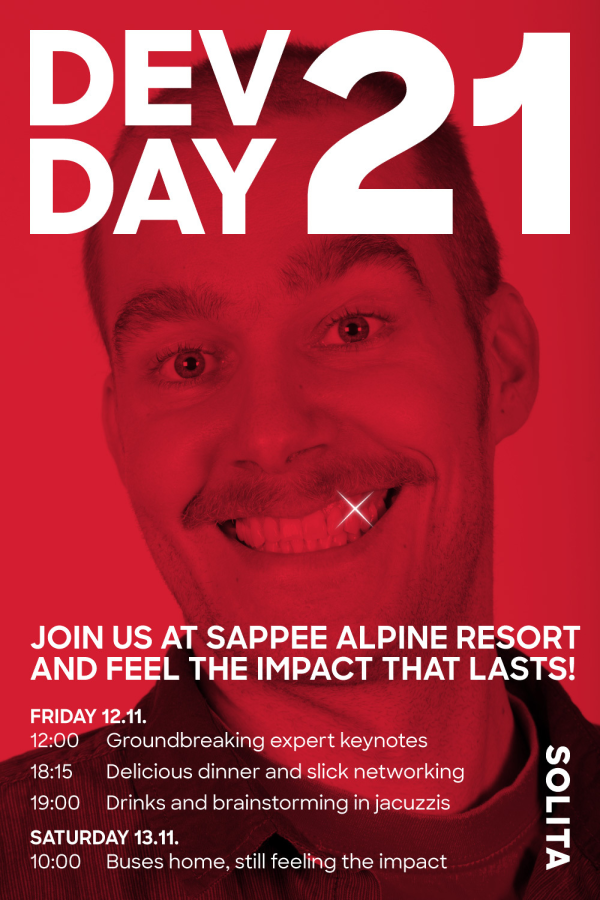 DEV
DAY
21
JOIN US AT SAPPEE ALPINE RESORT
AND FEEL THE IMPACT THAT LASTS!
FRIDAY 12.11.
12:00 Groundbreaking expert keynotes
18:15 Delicious dinner and slick networking
19:00 Drinks and brainstorming in jacuzzis
SATURDAY 13.11.
10:00 Buses home, still feeling the impact
SOLITA